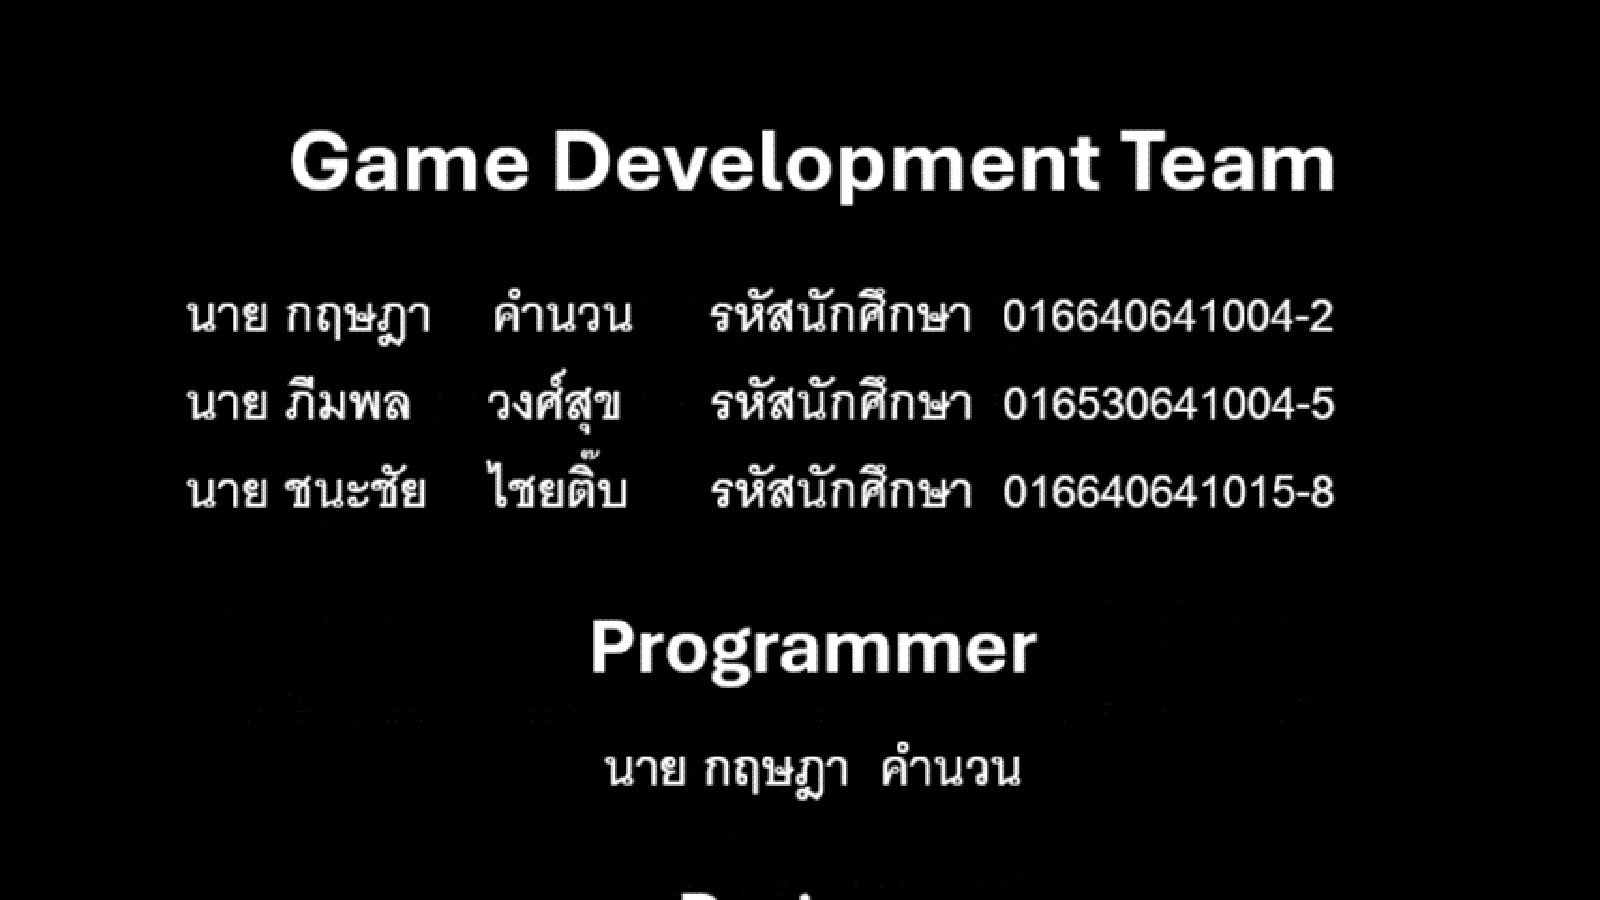 Game Development Team
นาย กฤษฎา คำนวน รหัสนักศึกษา 016640641004-2
นาย ภีมพล วงศ์สุข รหัสนักศึกษา 016530641004-5
นาย ชนะชัย ไชยติ๊บ รหัสนักศึกษา 016640641015-8
Programmer
นาย กฤษฎา คำนวน